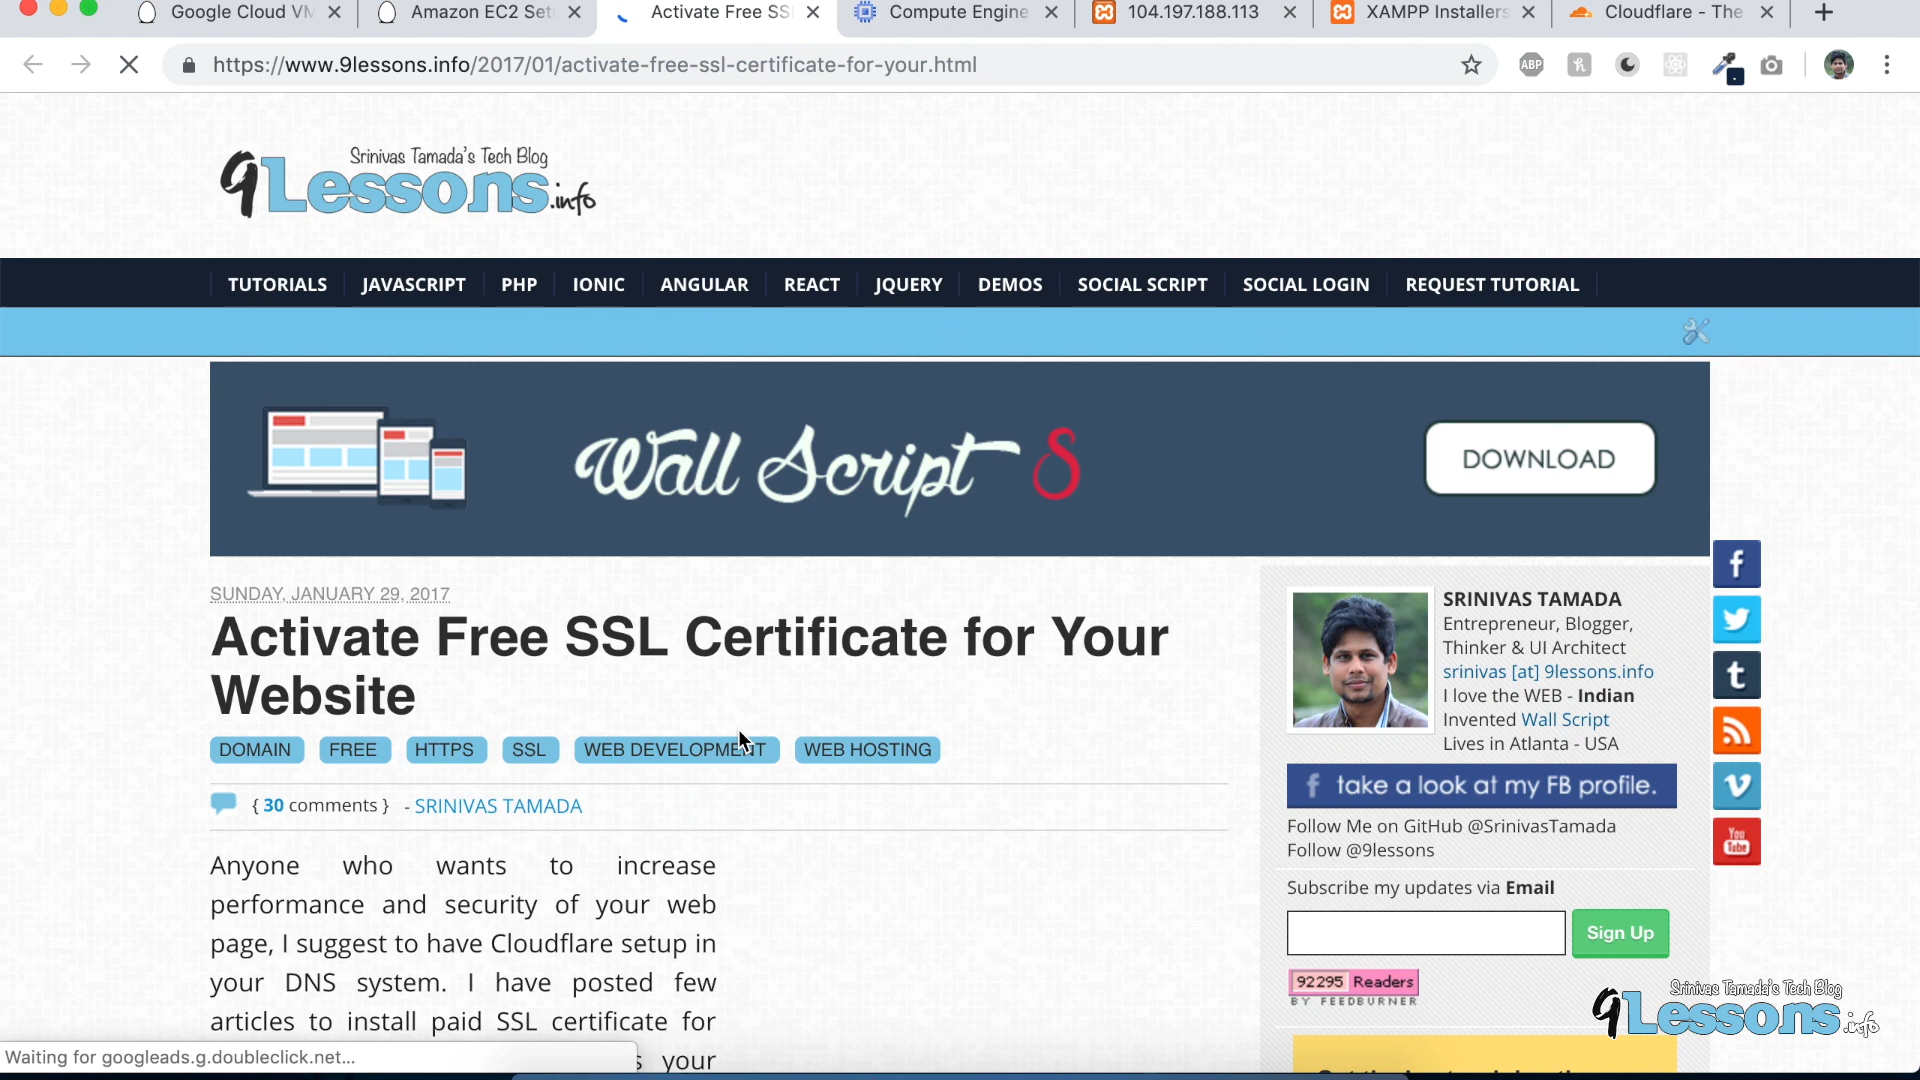 Google Cloud VM
Amazon EC2 Set
Activate Free SS
Compute Engine
104.197.188.113
XAMPP Installers
Cloudflare - The
https://www.9lessons.info/2017/01/activate-free-ssl-certificate-for-your.html
ABP
Srinivas Tamada's Tech Blog
9Lessons.info
TUTORIALS JAVASCRIPT PHP IONIC ANGULAR REACT JQUERY DEMOS SOCIAL SCRIPT SOCIAL LOGIN REQUEST TUTORIAL
Wall Script 8
DOWNLOAD
SUNDAY, JANUARY 29, 2017
Activate Free SSL Certificate for Your
Website
DOMAIN FREE HTTPS SSL WEB DEVELOPMENT WEB HOSTING
{ 30 comments } - SRINIVAS TAMADA
Anyone who wants to increase
performance and security of your web
page, I suggest to have Cloudflare setup in
your DNS system. I have posted few
articles to install paid SSL certificate for
your
Waiting for googleads.g.doubleclick.net...
SRINIVAS TAMADA
Entrepreneur, Blogger,
Thinker & UI Architect
srinivas [at] 9lessons.info
I love the WEB - Indian
Invented Wall Script
Lives in Atlanta - USA
f take a look at my FB profile.
Follow Me on GitHub @SrinivasTamada
Follow @9lessons
Subscribe my updates via Email
Sign Up
92295 Readers
BY FEEDBURNER
f
t
v
You
Tube
Srinivas Tamada's Tech Blog
9Lessons.info